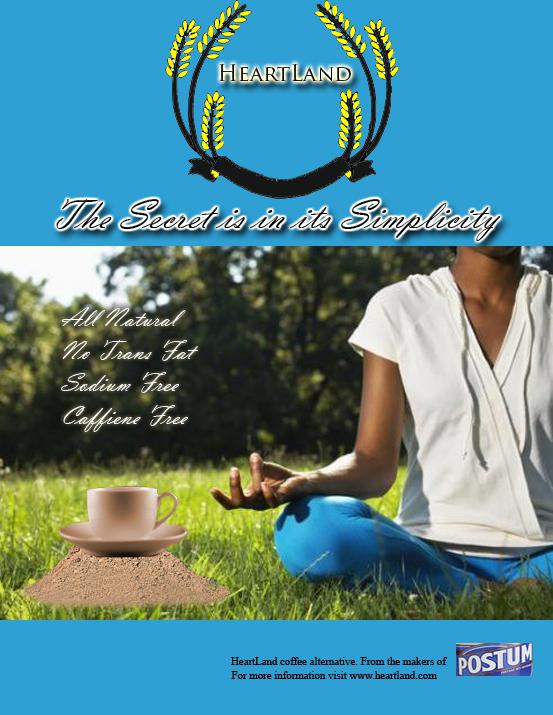 HeartLand
The Secret is in its Simplicity
All Natural
No Trans Fat
Sodium Free
Caffiene Free
HeartLand coffee alternative. From the makers of
For more information visit www.heartland.com
POSTUM